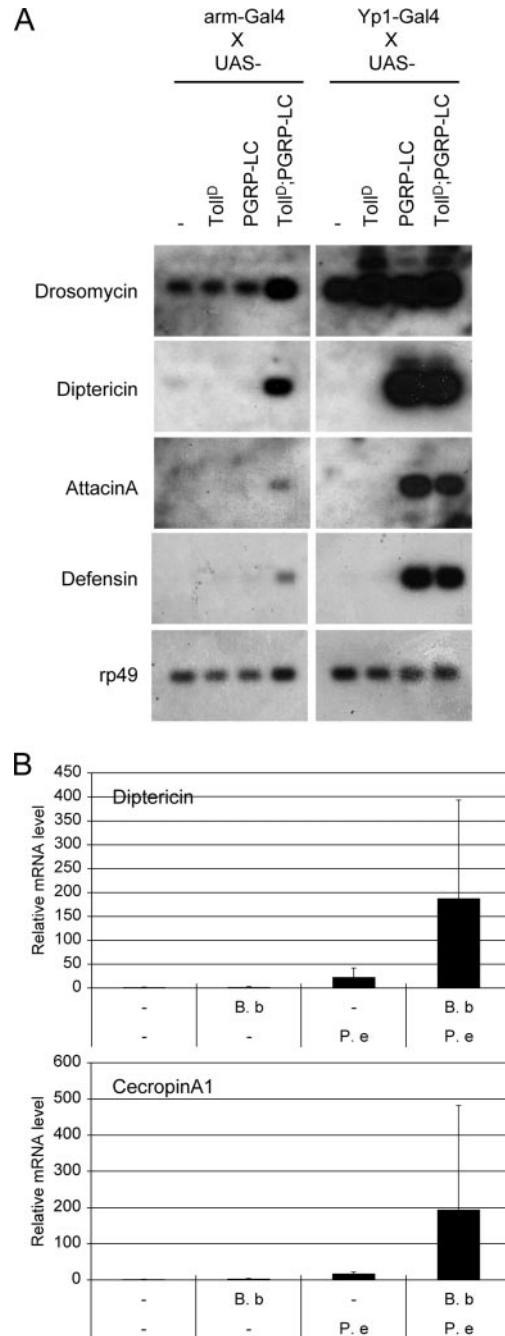 A
arm-Gal4 Yp1-Gal4
X X
UAS- UAS-
- Toll^D PGRP-LC Toll^D;PGRP-LC - Toll^D PGRP-LC Toll^D;PGRP-LC
Drosomycin
Diptericin
AttacinA
Defensin
rp49
B
Diptericin
Relative mRNA level
450
400
350
300
250
200
150
100
50
0
- B. b - B. b
- - P. e P. e
CecropinA1
Relative mRNA level
600
500
400
300
200
100
0
- B. b - B. b
- - P. e P. e